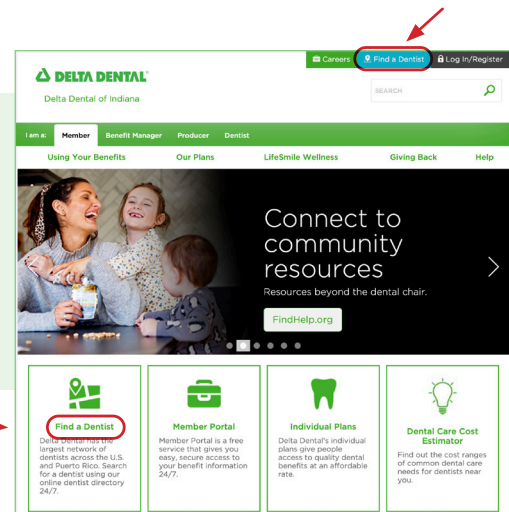 Careers
Find a Dentist
Log In/Register
DELTA DENTAL
Delta Dental of Indiana
SEARCH
I am a:
Member
Benefit Manager
Producer
Dentist
Using Your Benefits
Our Plans
LifeSmile Wellness
Giving Back
Help
Connect to
community
resources
Resources beyond the dental chair.
FindHelp.org
Find a Dentist
Delta Dental has the
largest network of
dentists across the U.S.
and Puerto Rico. Search
for a dentist using our
online dentist directory
24/7.
Member Portal
Member Portal is a free
service that gives you
easy, secure access to
your benefit information
24/7.
Individual Plans
Delta Dental's individual
plans give people
access to quality dental
benefits at an affordable
rate.
Dental Care Cost
Estimator
Find out the cost ranges
of common dental care
needs for dentists near
you.